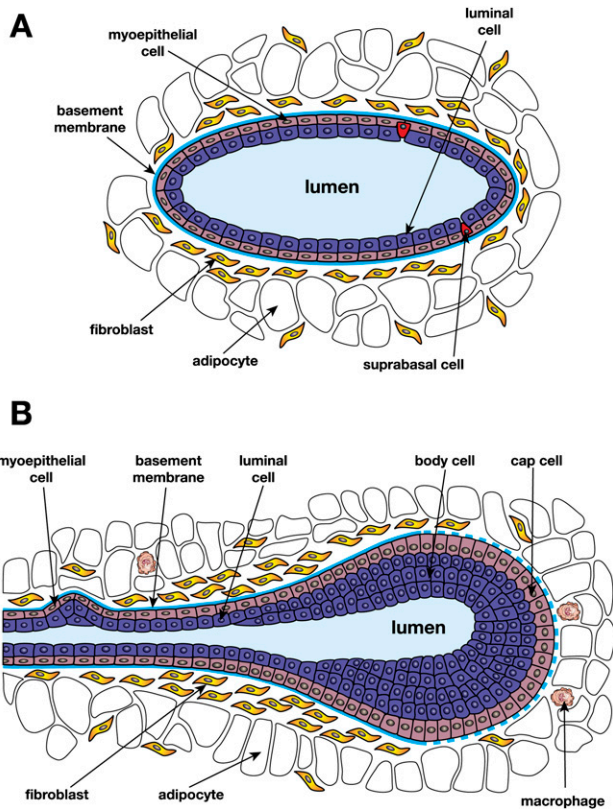 A
myoepithelial
cell
luminal
cell
basement
membrane
lumen
fibroblast
adipocyte
suprabasal cell
B
myoepithelial
cell
basement
membrane
luminal
cell
body cell
cap cell
lumen
fibroblast
adipocyte
macrophage